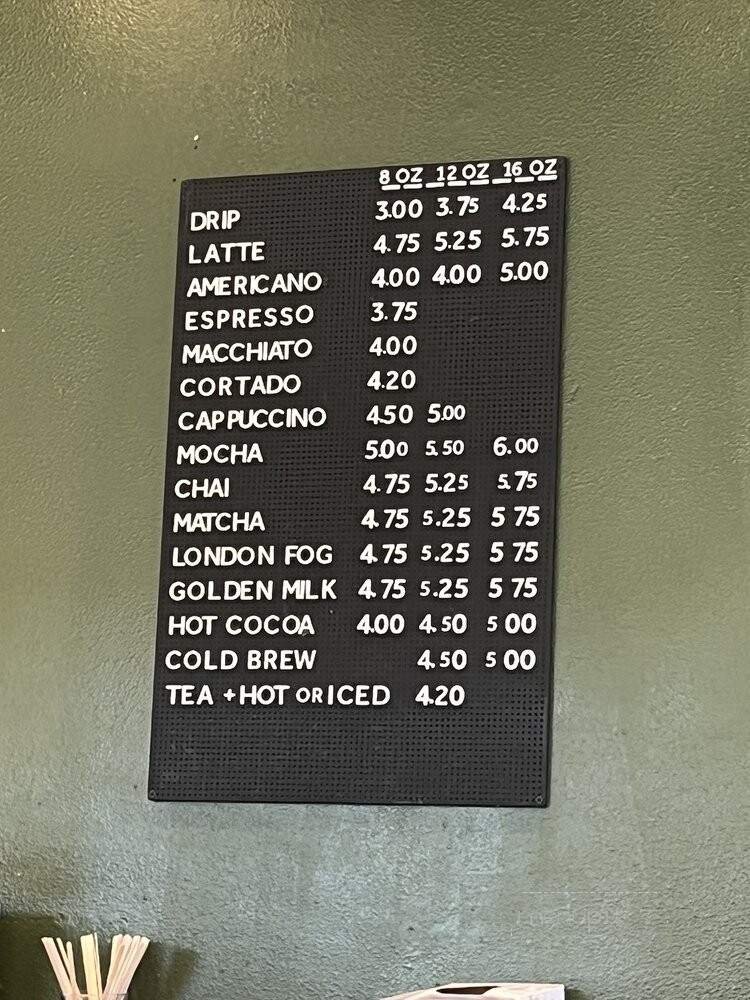 8 OZ 12 OZ 16 OZ
DRIP 3.00 3.75 4.25
LATTE 4.75 5.25 5.75
AMERICANO 4.00 4.00 5.00
ESPRESSO 3.75
MACCHIATO 4.00
CORTADO 4.20
CAPPUCCINO 4.50 5.00
MOCHA 5.00 5.50 6.00
CHAI 4.75 5.25 5.75
MATCHA 4.75 5.25 5 75
LONDON FOG 4.75 5.25 5 75
GOLDEN MILK 4.75 5.25 5 75
HOT COCOA 4.00 4.50 5 00
COLD BREW 4.50 5 00
TEA + HOT OR ICED 4.20